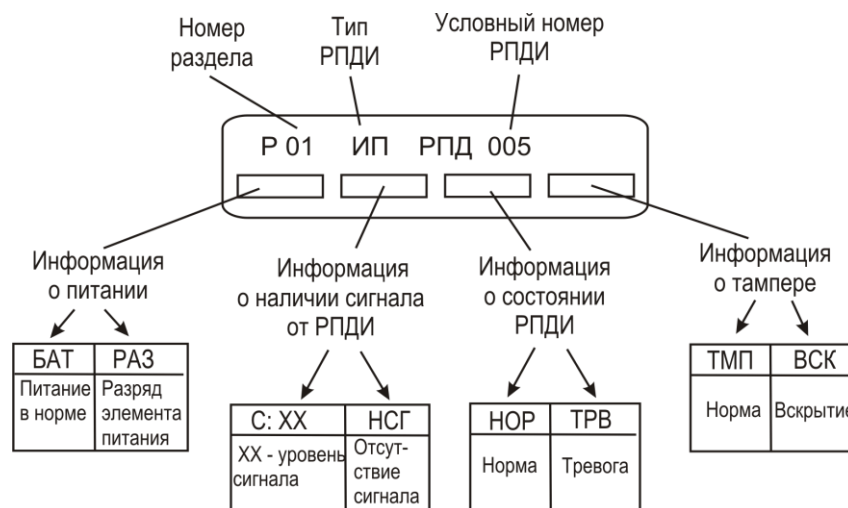 Номер
раздела
Тип
РПДИ
Условный номер
РПДИ
Р 01 ИП РПД 005
Информация
о питании
Информация
о наличии сигнала
от РПДИ
Информация
о состоянии
РПДИ
Информация
о тампере
БАТ РАЗ
Питание
в норме
Разряд
элемента
питания
С: ХХ НСГ
ХХ - уровень
сигнала
Отсут-
ствие
сигнала
НОР ТРВ
Норма Тревога
ТМП ВСК
Норма Вскрытие